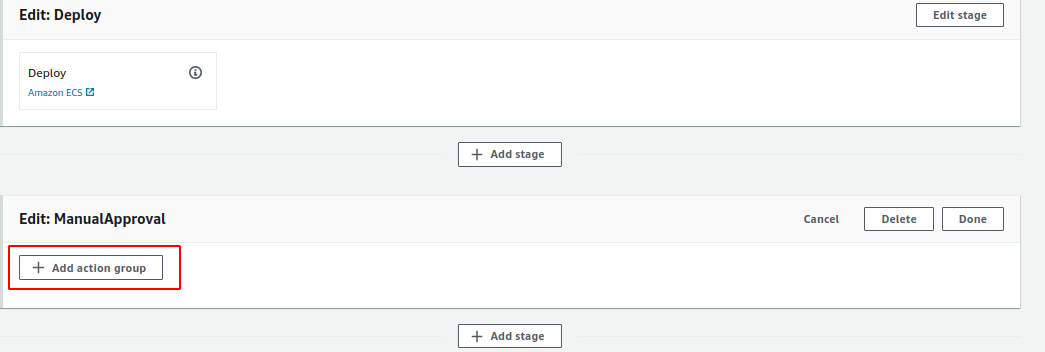 Edit: Deploy
Edit stage
Deploy
Amazon ECS
Add stage
Edit: ManualApproval
Cancel
Delete
Done
Add action group
Add stage